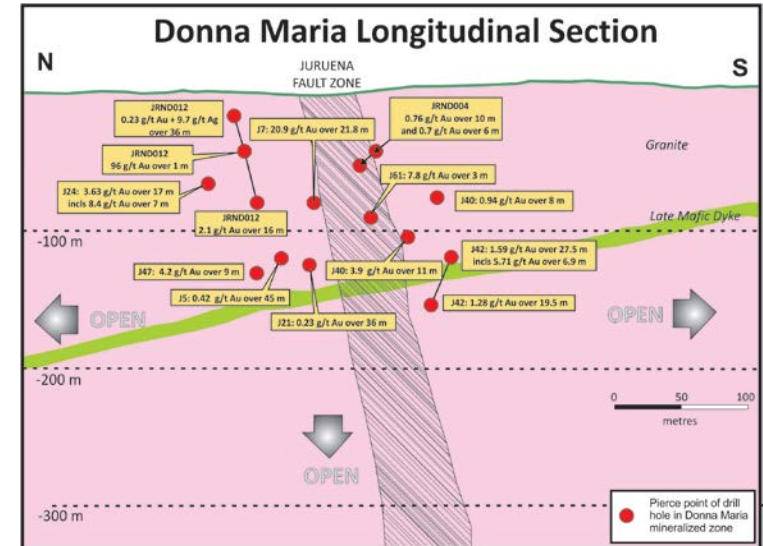 Donna Maria Longitudinal Section
N
S
JURUENA
FAULT ZONE
JRND012
0.23 g/t Au + 9.7 g/t Ag
over 36 m
J7: 20.9 g/t Au over 21.8 m
JRND004
0.76 g/t Au over 10 m
and 0.7 g/t Au over 6 m
Granite
JRND012
96 g/t Au over 1 m
J61: 7.8 g/t Au over 3 m
J24: 3.63 g/t Au over 17 m
incls 8.4 g/t Au over 7 m
J40: 0.94 g/t Au over 8 m
JRND012
2.1 g/t Au over 16 m
Late Mafic Dyke
-100 m
J42: 1.59 g/t Au over 27.5 m
incls 5.71 g/t Au over 6.9 m
J47: 4.2 g/t Au over 9 m
J40: 3.9 g/t Au over 11 m
J5: 0.42 g/t Au over 45 m
J42: 1.28 g/t Au over 19.5 m
OPEN
J21: 0.23 g/t Au over 36 m
OPEN
-200 m
0 50 100
metres
OPEN
-300 m
Pierce point of drill
hole in Donna Maria
mineralized zone